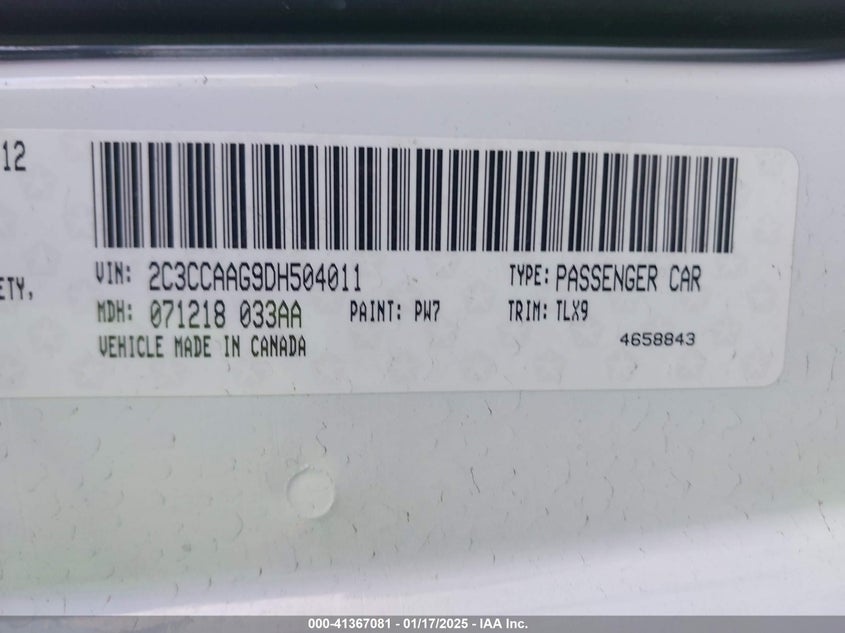 12
VIN: 2C3CCAAG9DH504011 TYPE: PASSENGER CAR
ETY,
MDH: 071218 033AA PAINT: PW7 TRIM: TLX9
VEHICLE MADE IN CANADA 4658843
000-41367081 - 01/17/2025 - IAA Inc.